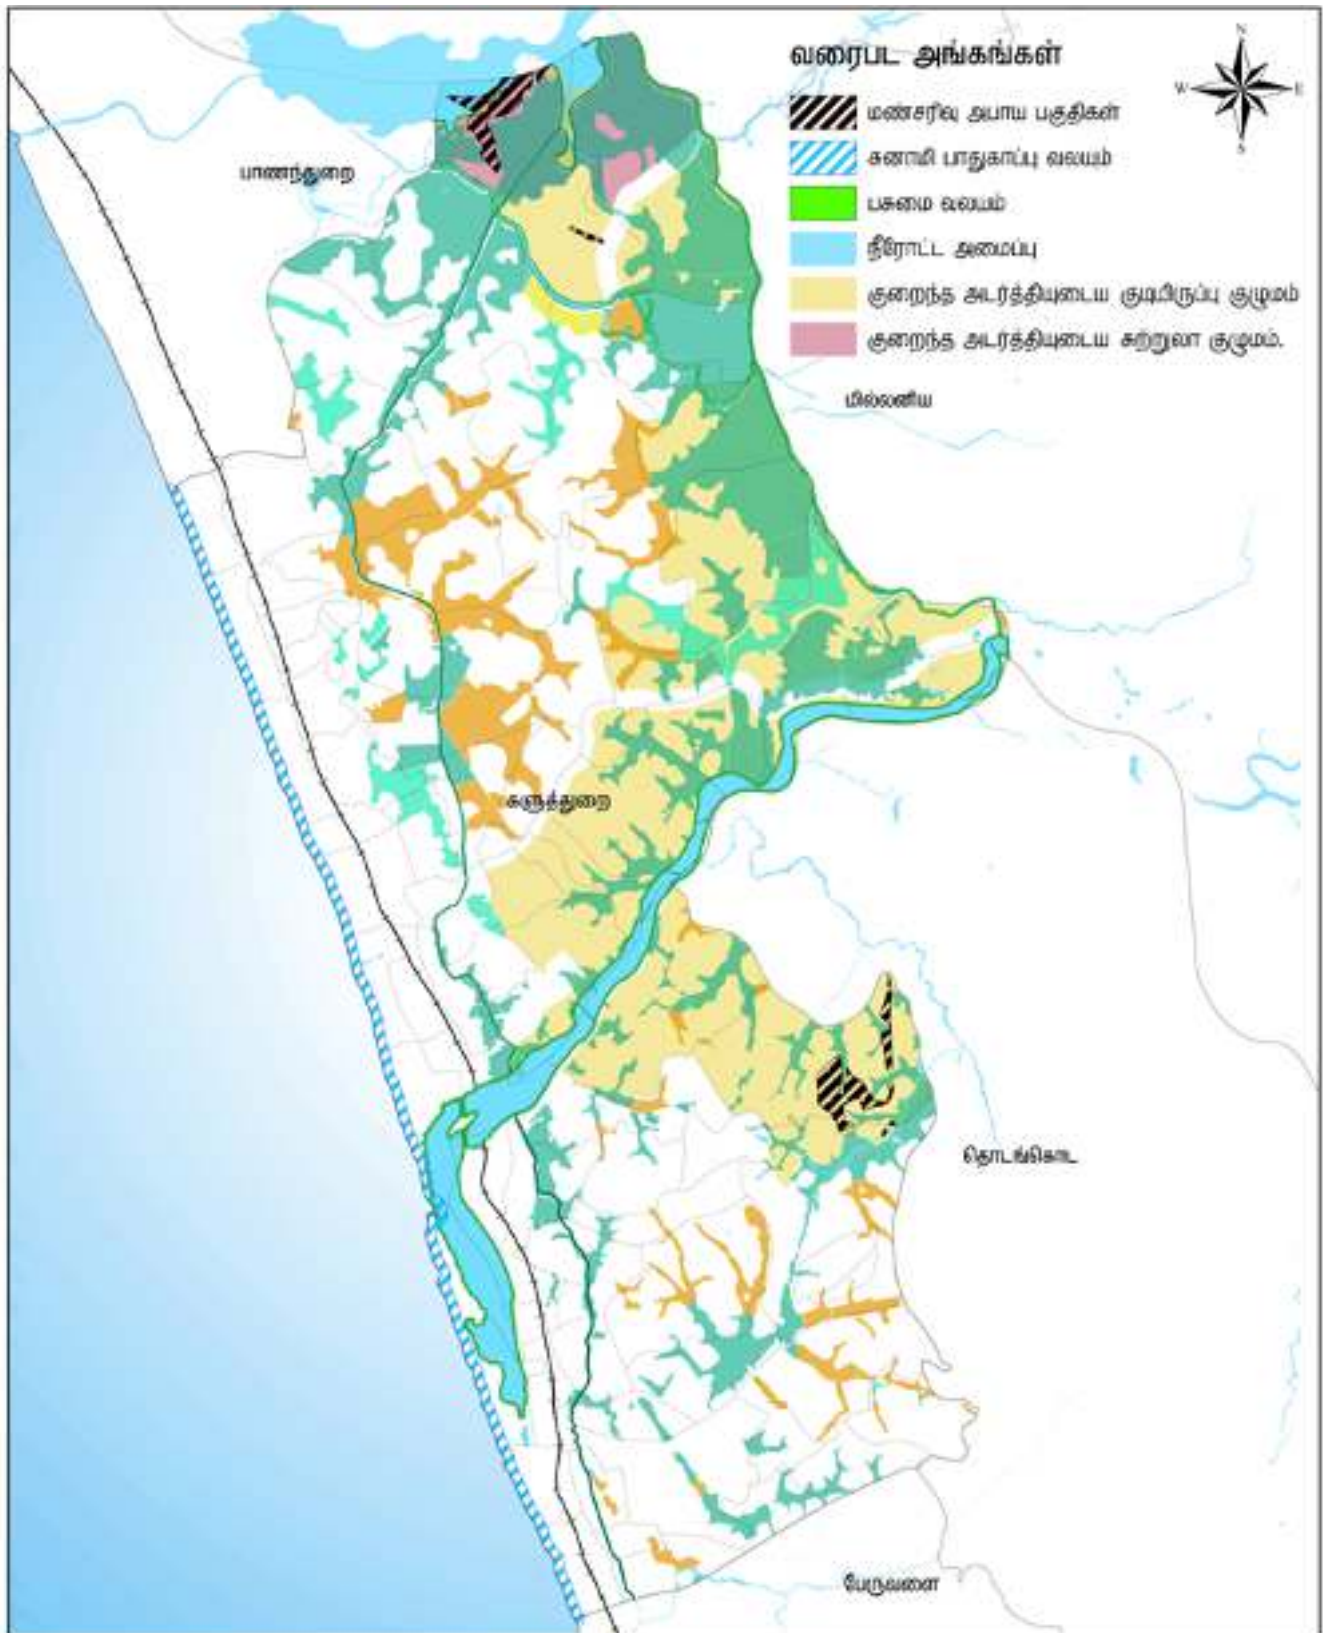 வரைபட அங்கங்கள்
N
W E
S
மண்சரிவு அபாய பகுதிகள்
சுனாமி பாதுகாப்பு வலயம்
பசுமை வலயம்
நீரோட்ட அமைப்பு
குறைந்த அடர்த்தியுடைய குடியிருப்பு குழுமம்
குறைந்த அடர்த்தியுடைய சுற்றுலா குழுமம்.
பாணந்துறை
மில்லனிய
களுத்துறை
தொடங்கொட
பேருவளை